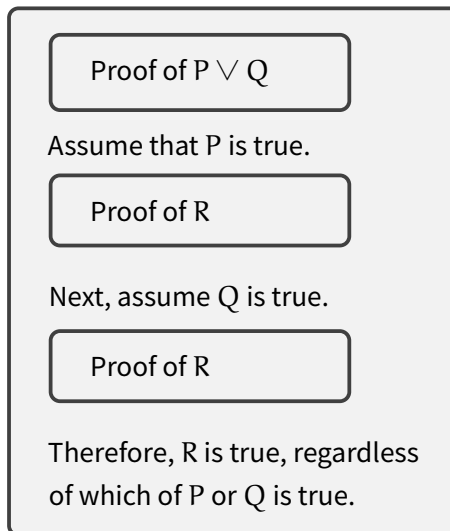 Proof of P ∨ Q
Assume that P is true.
Proof of R
Next, assume Q is true.
Proof of R
Therefore, R is true, regardless
of which of P or Q is true.